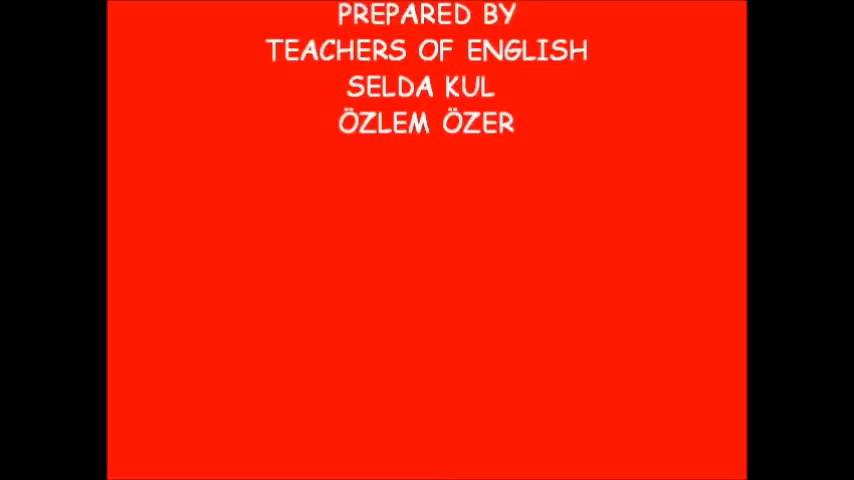 PREPARED BY
TEACHERS OF ENGLISH
SELDA KUL
ÖZLEM ÖZER